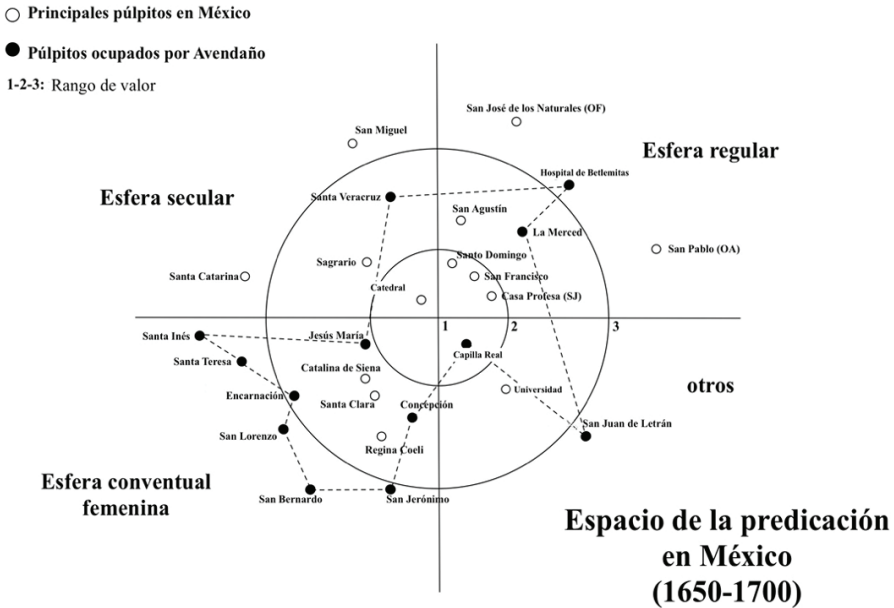 Principales púlpitos en México
Púlpitos ocupados por Avendaño
1-2-3: Rango de valor
San José de los Naturales (OF)
San Miguel
Esfera regular
Hospital de Betlemitas
Esfera secular
Santa Veracruz
San Agustín
La Merced
San Pablo (OA)
Santo Domingo
Sagrario
Santa Catarina
San Francisco
Catedral
Casa Profesa (SJ)
1
2
3
Santa Inés
Jesús María
Capilla Real
Santa Teresa
Catalina de Siena
otros
Universidad
Encarnación
Santa Clara
Concepción
San Juan de Letrán
San Lorenzo
Regina Coeli
Esfera conventual
femenina
San Bernardo
San Jerónimo
Espacio de la predicación
en México
(1650-1700)